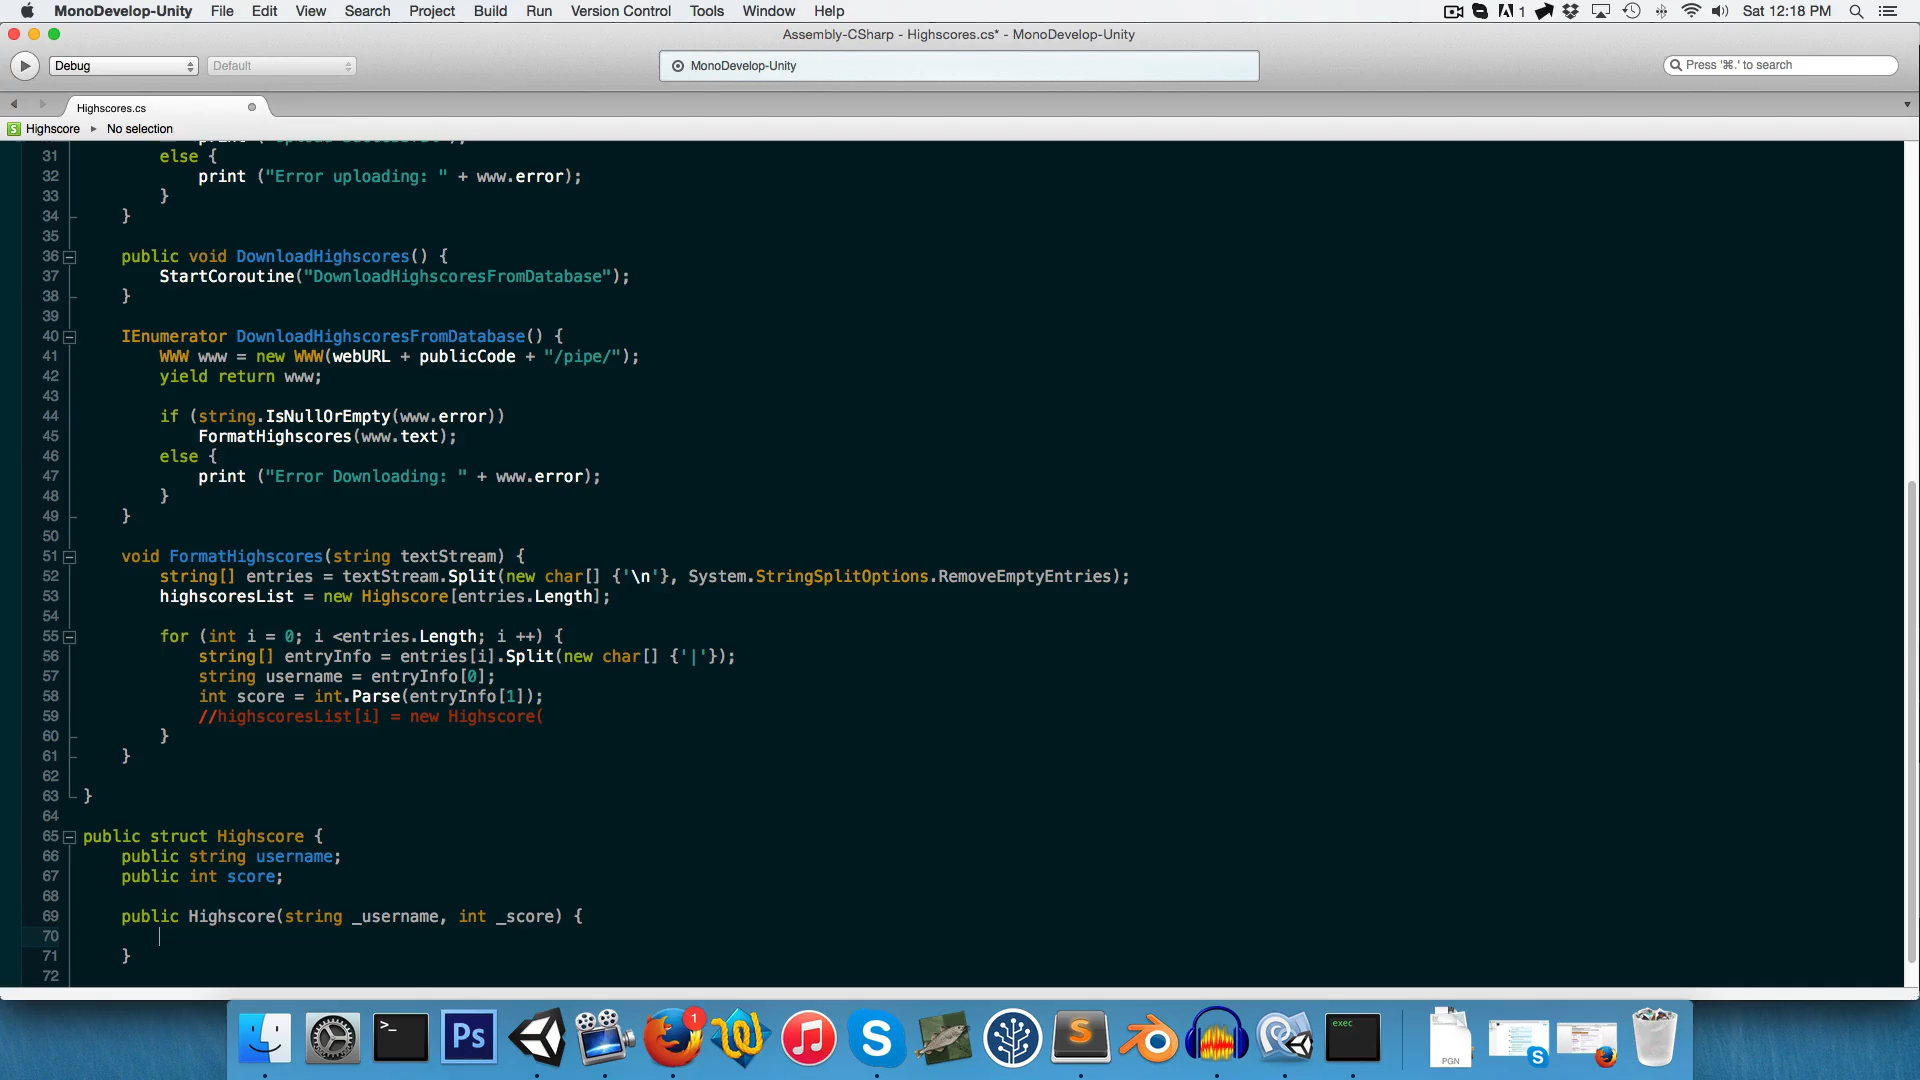 MonoDevelop-Unity File Edit View Search Project Build Run Version Control Tools Window Help
1 Sat 12:18 PM
Assembly-CSharp - Highscores.cs* - MonoDevelop-Unity
Debug Default MonoDevelop-Unity Press '⌘.' to search
Highscores.cs
S Highscore No selection
31 else {
32 print ("Error uploading: " + www.error);
33 }
34 }
35
36 public void DownloadHighscores() {
37 StartCoroutine("DownloadHighscoresFromDatabase");
38 }
39
40 IEnumerator DownloadHighscoresFromDatabase() {
41 WWW www = new WWW(webURL + publicCode + "/pipe/");
42 yield return www;
43
44 if (string.IsNullOrEmpty(www.error))
45 FormatHighscores(www.text);
46 else {
47 print ("Error Downloading: " + www.error);
48 }
49 }
50
51 void FormatHighscores(string textStream) {
52 string[] entries = textStream.Split(new char[] {'\n'}, System.StringSplitOptions.RemoveEmptyEntries);
53 highscoresList = new Highscore[entries.Length];
54
55 for (int i = 0; i <entries.Length; i ++) {
56 string[] entryInfo = entries[i].Split(new char[] {'|'});
57 string username = entryInfo[0];
58 int score = int.Parse(entryInfo[1]);
59 //highscoresList[i] = new Highscore(
60 }
61 }
62
63 }
64
65 public struct Highscore {
66 public string username;
67 public int score;
68
69 public Highscore(string _username, int _score) {
70
71 }
72
>_ Ps 1 S S exec PGN S